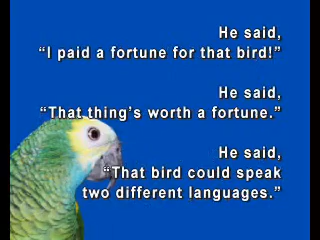 He said,
“I paid a fortune for that bird!”
He said,
“That thing’s worth a fortune.”
He said,
“That bird could speak
two different languages.”